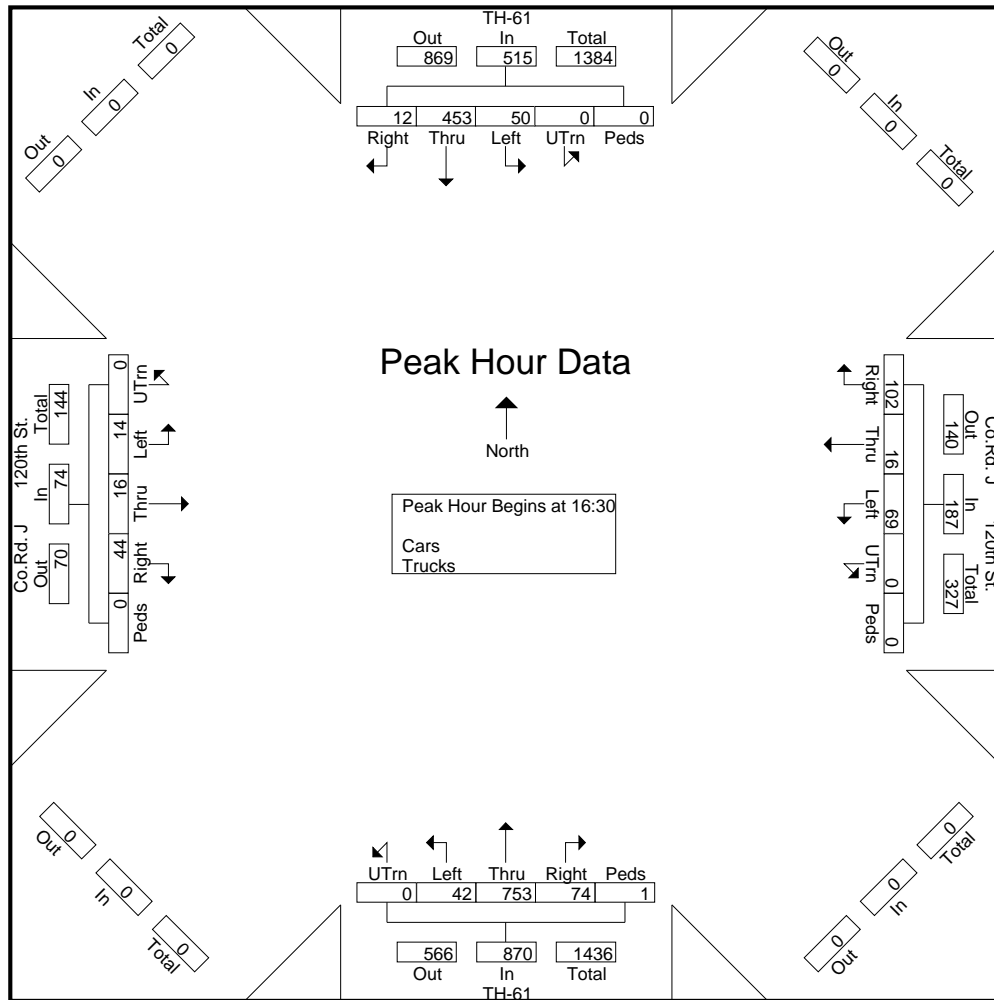 TH-61
Out In Total
869 515 1384
12 453 50 0 0
Right Thru Left UTrn Peds
Total
0
In
0
Out
0
Out
0
In
0
Total
0
Peak Hour Data
North
Peak Hour Begins at 16:30
Cars
Trucks
Co.Rd. J 120th St.
Out In Total
70 74 144
0 44 16 14 0
Peds Right Thru Left UTrn
Co.Rd. J 120th St.
Out In Total
140 187 327
102 16 69 0 0
Right Thru Left UTrn Peds
Out
0
In
0
Total
0
Total
0
In
0
Out
0
UTrn Left Thru Right Peds
0 42 753 74 1
566 870 1436
Out In Total
TH-61